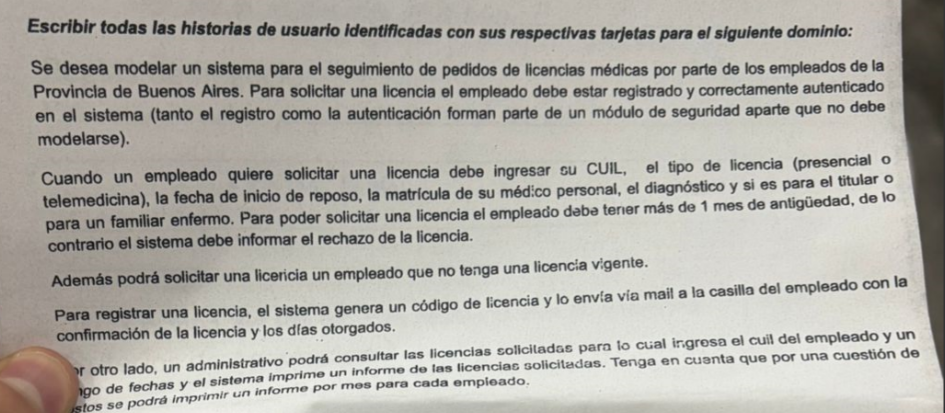 Escribir todas las historias de usuario identificadas con sus respectivas tarjetas para el siguiente dominio:
Se desea modelar un sistema para el seguimiento de pedidos de licencias médicas por parte de los empleados de la
Provincia de Buenos Aires. Para solicitar una licencia el empleado debe estar registrado y correctamente autenticado
en el sistema (tanto el registro como la autenticación forman parte de un módulo de seguridad aparte que no debe
modelarse).
Cuando un empleado quiere solicitar una licencia debe ingresar su CUIL, el tipo de licencia (presencial o
telemedicina), la fecha de inicio de reposo, la matrícula de su médico personal, el diagnóstico y si es para el titular o
para un familiar enfermo. Para poder solicitar una licencia el empleado debe tener más de 1 mes de antigüedad, de lo
contrario el sistema debe informar el rechazo de la licencia.
Además podrá solicitar una licencia un empleado que no tenga una licencia vigente.
Para registrar una licencia, el sistema genera un código de licencia y lo envía vía mail a la casilla del empleado con la
confirmación de la licencia y los días otorgados.
or otro lado, un administrativo podrá consultar las licencias solicitadas para lo cual ingresa el cuil del empleado y un
ngo de fechas y el sistema imprime un informe de las licencias solicitadas. Tenga en cuenta que por una cuestión de
stos se podrá imprimir un informe por mes para cada empleado.